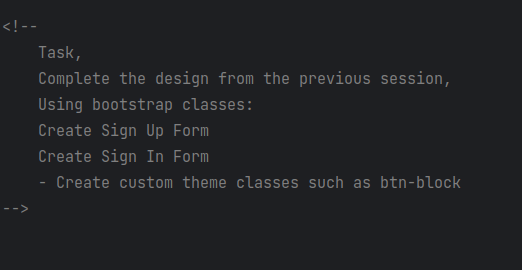 <!--
Task,
Complete the design from the previous session,
Using bootstrap classes:
Create Sign Up Form
Create Sign In Form
- Create custom theme classes such as btn-block
-->